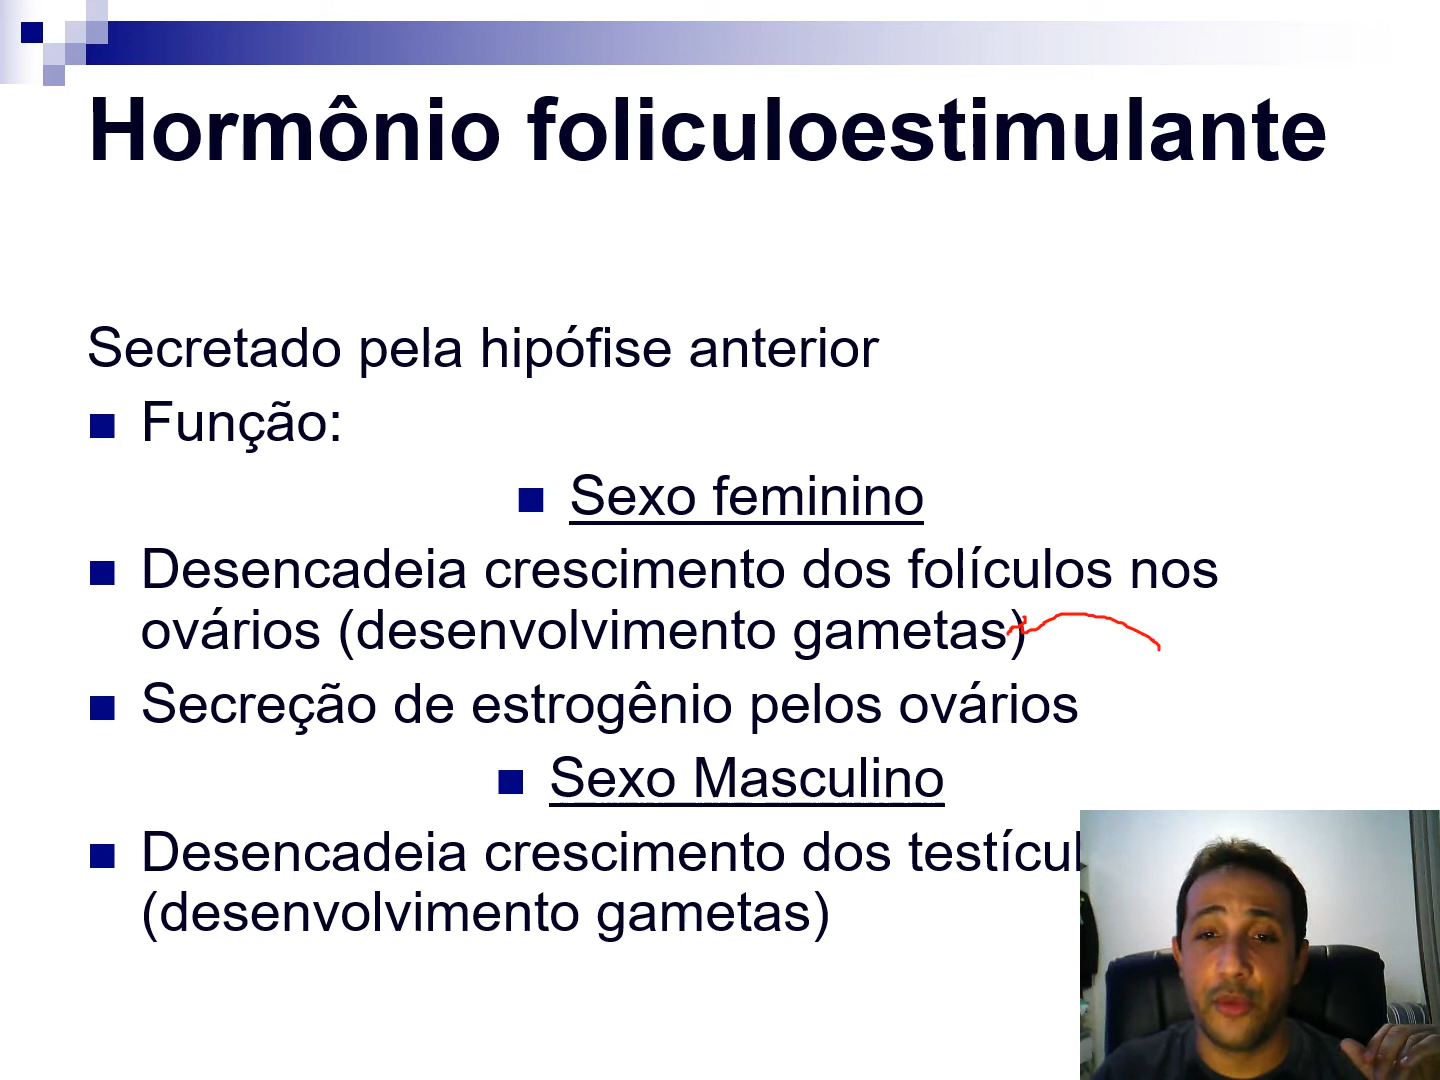 Hormônio foliculoestimulante
Secretado pela hipófise anterior
Função:
Sexo feminino
Desencadeia crescimento dos folículos nos
ovários (desenvolvimento gametas)
Secreção de estrogênio pelos ovários
Sexo Masculino
Desencadeia crescimento dos
(desenvolvimento gametas)